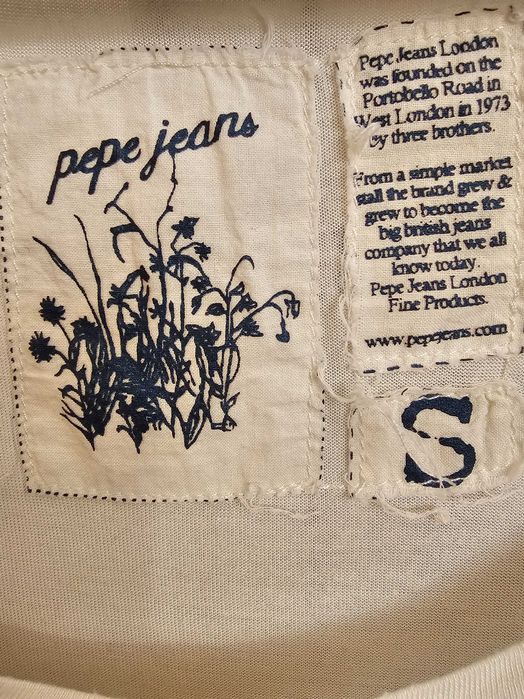 pepe jeans
Pepe Jeans London
was founded on the
Portobello Road in
West London in 1973
by three brothers.
From a simple market
stall the brand grew &
grew to become the
big british jeans
company that we all
know today.
Pepe Jeans London
Fine Products.
www.pepejeans.com
S